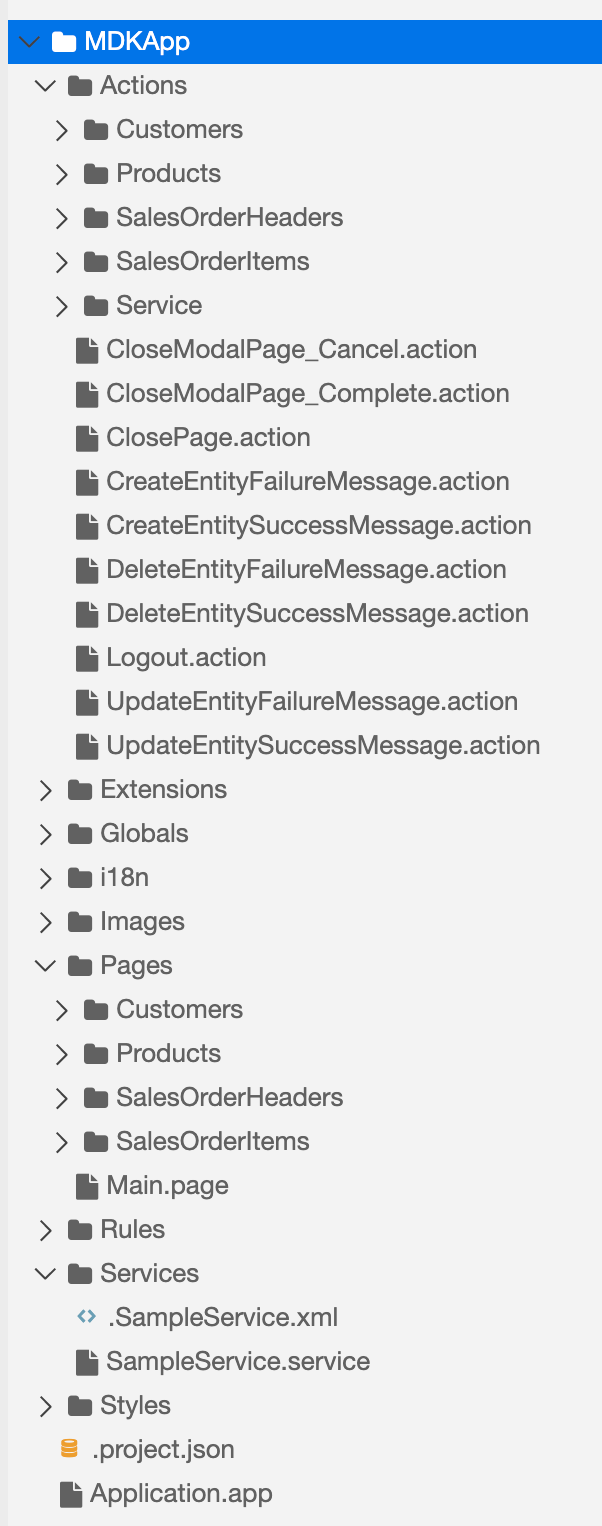 MDKApp
Actions
Customers
Products
SalesOrderHeaders
SalesOrderItems
Service
CloseModalPage_Cancel.action
CloseModalPage_Complete.action
ClosePage.action
CreateEntityFailureMessage.action
CreateEntitySuccessMessage.action
DeleteEntityFailureMessage.action
DeleteEntitySuccessMessage.action
Logout.action
UpdateEntityFailureMessage.action
UpdateEntitySuccessMessage.action
Extensions
Globals
i18n
Images
Pages
Customers
Products
SalesOrderHeaders
SalesOrderItems
Main.page
Rules
Services
.SampleService.xml
SampleService.service
Styles
.project.json
Application.app